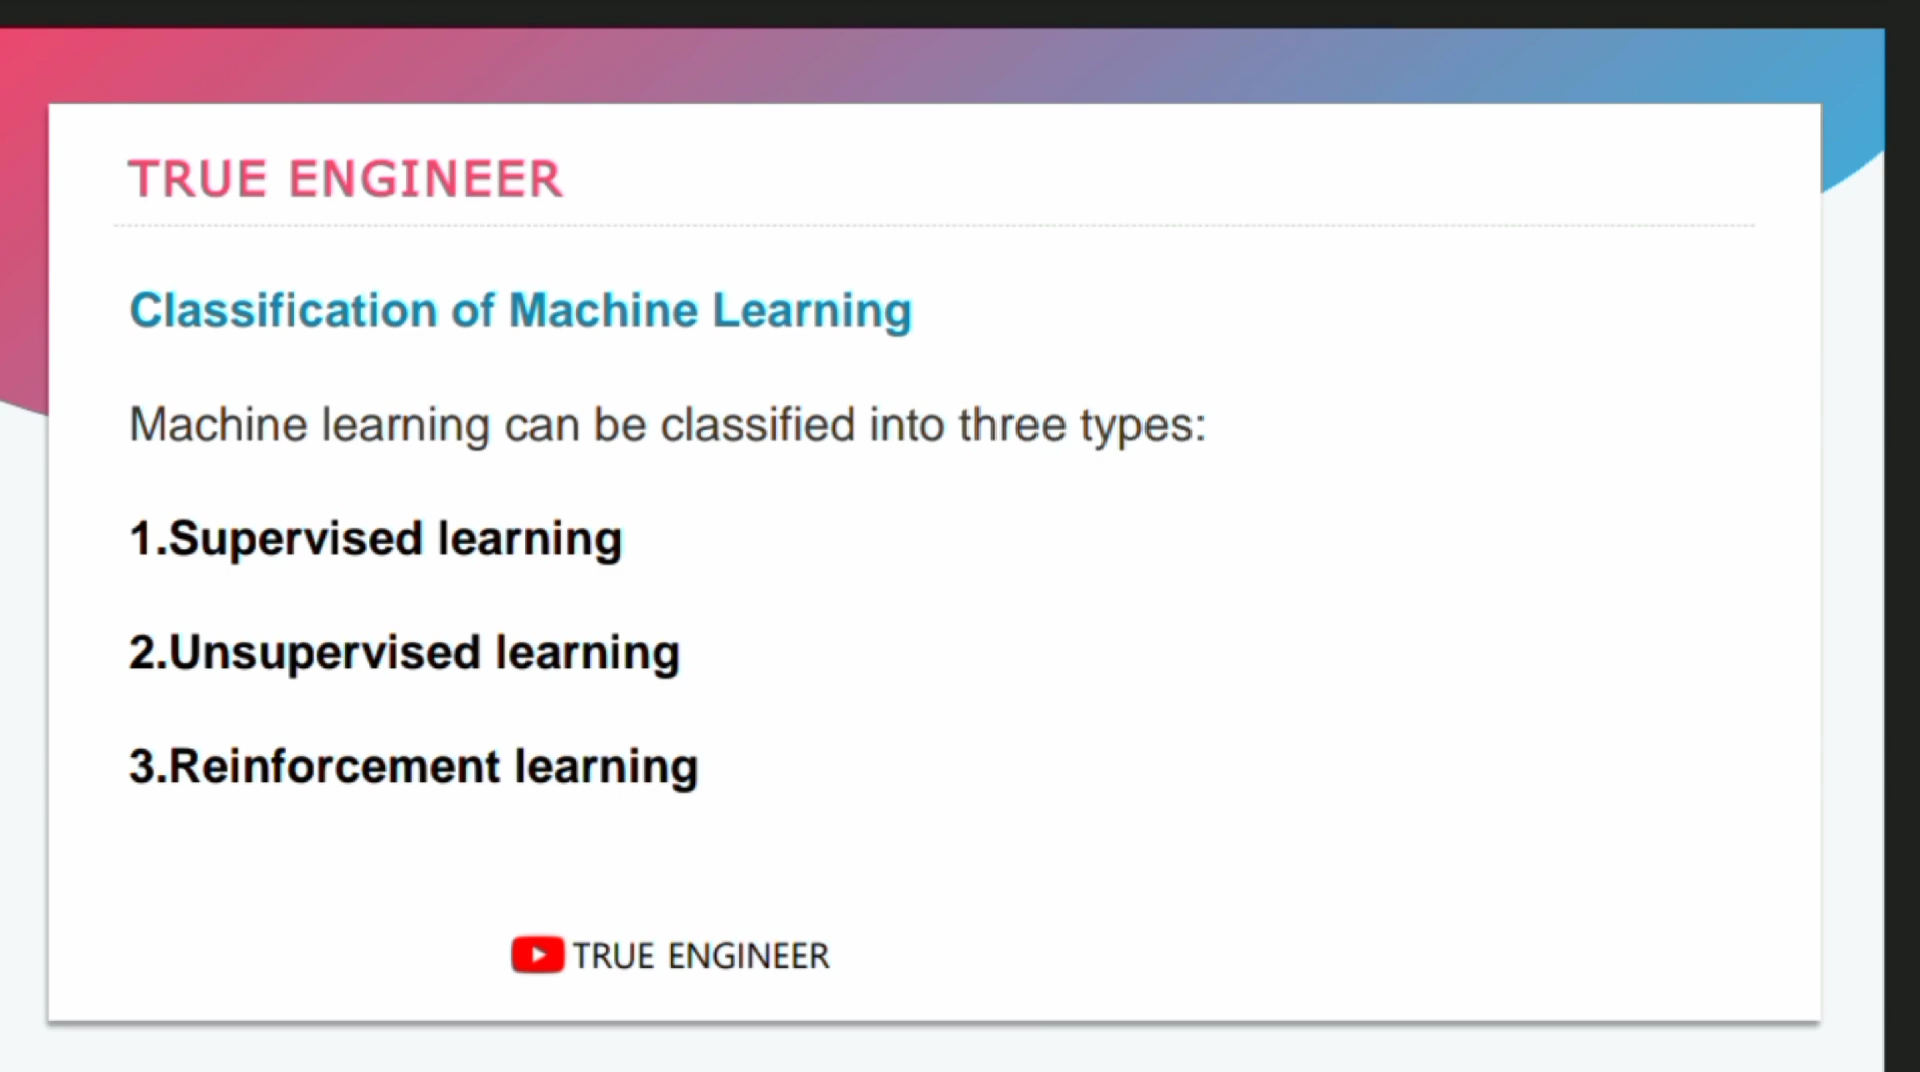 TRUE ENGINEER
Classification of Machine Learning
Machine learning can be classified into three types:
1.Supervised learning
2.Unsupervised learning
3.Reinforcement learning
TRUE ENGINEER